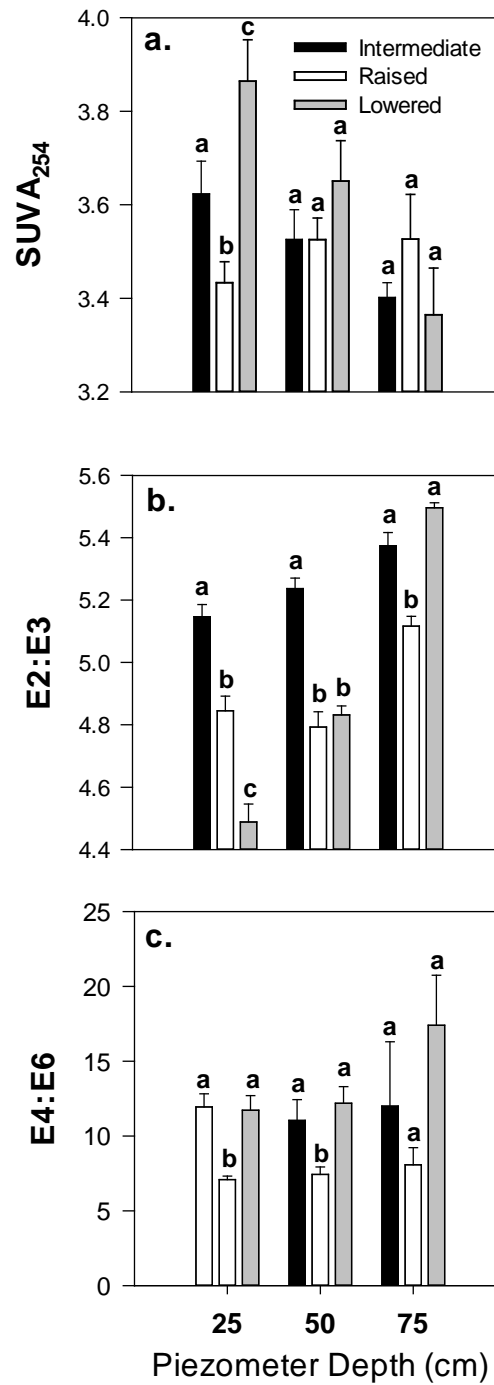 a.
Intermediate
Raised
Lowered
SUVA254
4.0
3.8
3.6
3.4
3.2
a b c
a a a
a a a
b.
E2:E3
5.6
5.4
5.2
5.0
4.8
4.6
4.4
a b c
a b b
a b a
c.
E4:E6
25
20
15
10
5
0
a b a
a b a
a a a
25 50 75
Piezometer Depth (cm)